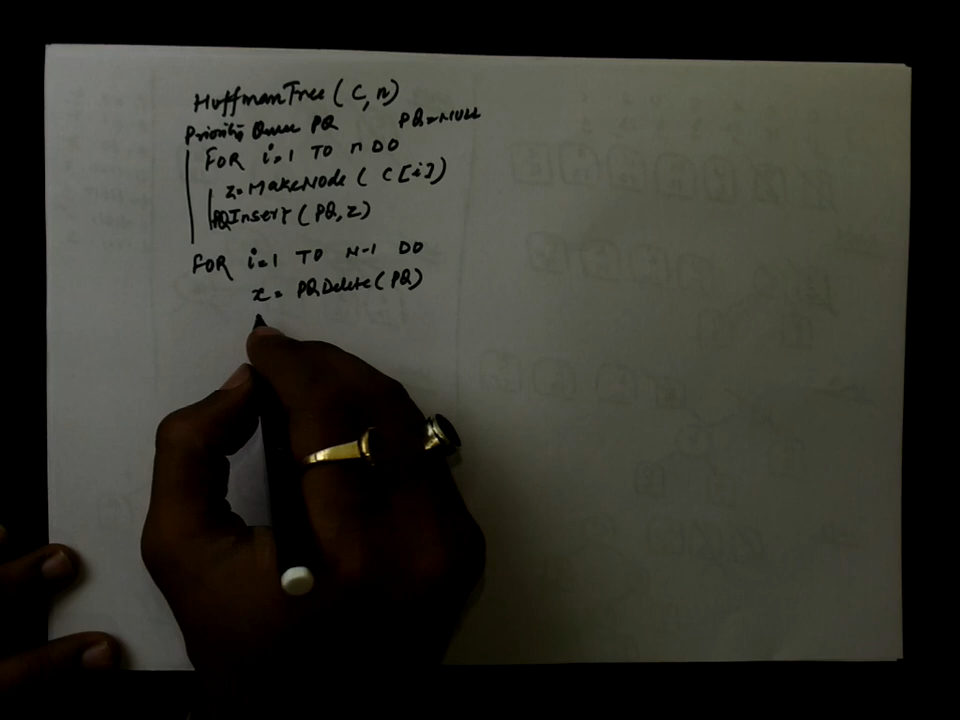 HuffmanTree (C, n)
Priority Queue PQ PQ=NULL
FOR i=1 TO n DO
z=MakeNode ( C[i])
PQInsert (PQ, z)
FOR i=1 TO N-1 DO
x = PQDelete(PQ)